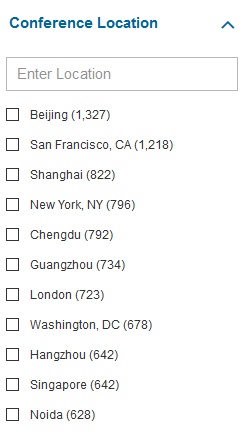 Conference Location
Enter Location
Beijing (1,327)
San Francisco, CA (1,218)
Shanghai (822)
New York, NY (796)
Chengdu (792)
Guangzhou (734)
London (723)
Washington, DC (678)
Hangzhou (642)
Singapore (642)
Noida (628)